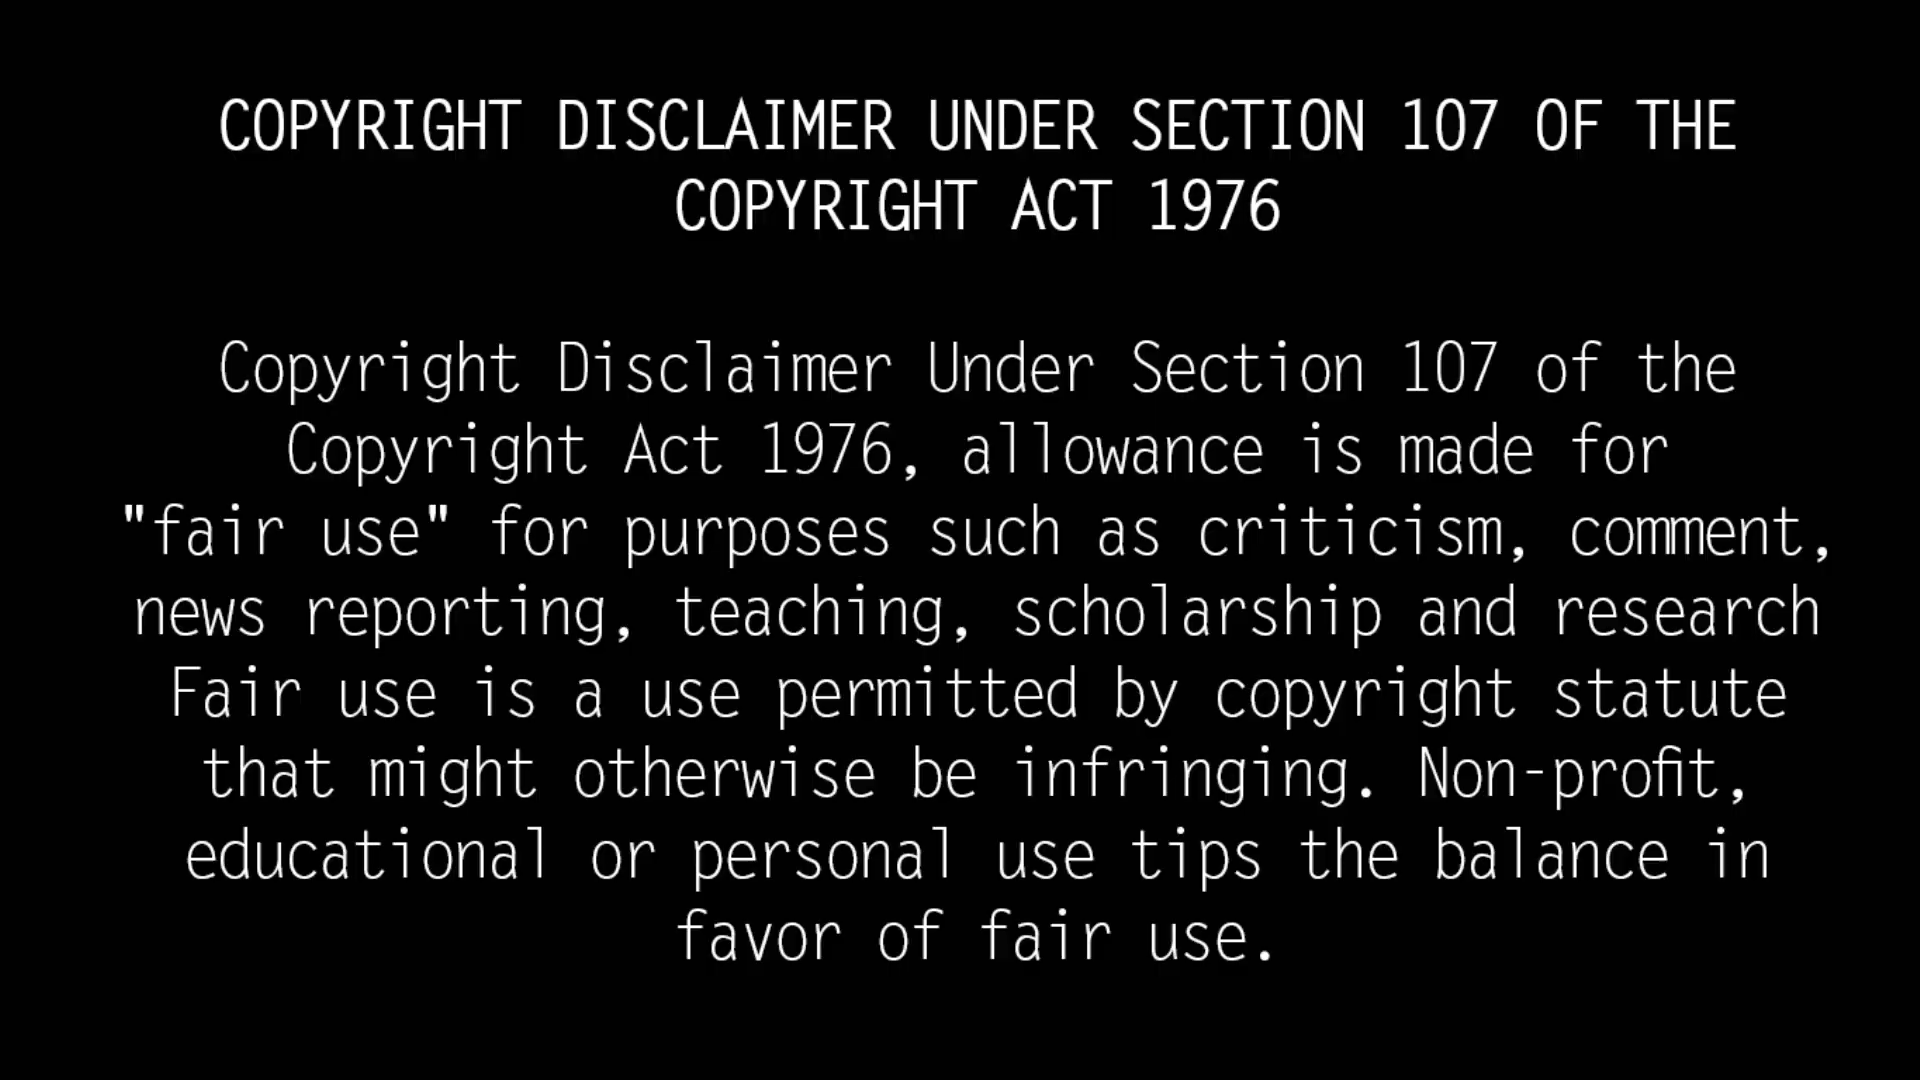 COPYRIGHT DISCLAIMER UNDER SECTION 107 OF THE
COPYRIGHT ACT 1976
Copyright Disclaimer Under Section 107 of the
Copyright Act 1976, allowance is made for
"fair use" for purposes such as criticism, comment,
news reporting, teaching, scholarship and research
Fair use is a use permitted by copyright statute
that might otherwise be infringing. Non-profit,
educational or personal use tips the balance in
favor of fair use.